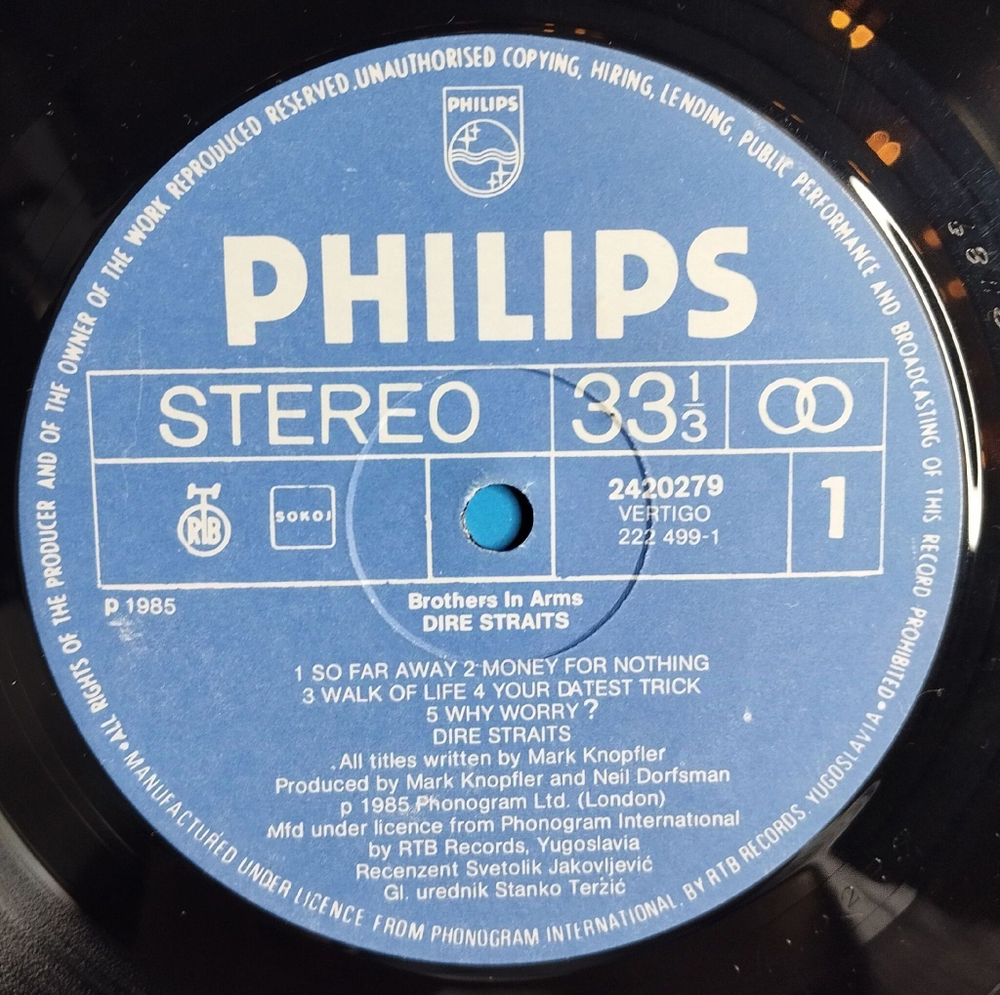 • ALL RIGHTS OF THE PRODUCER AND OF THE OWNER OF THE WORK REPRODUCED RESERVED. UNAUTHORISED COPYING, HIRING, LENDING, PUBLIC PERFORMANCE AND BROADCASTING OF THIS RECORD PROHIBITED •
PHILIPS
PHILIPS
STEREO
33 1/3
RTB
SOKOJ
2420279
VERTIGO
222 499-1
1
p 1985
Brothers In Arms
DIRE STRAITS
1 SO FAR AWAY 2 MONEY FOR NOTHING
3 WALK OF LIFE 4 YOUR DATEST TRICK
5 WHY WORRY ?
DIRE STRAITS
All titles written by Mark Knopfler
Produced by Mark Knopfler and Neil Dorfsman
p 1985 Phonogram Ltd. (London)
Mfd under licence from Phonogram International
by RTB Records, Yugoslavia
Recenzent Svetolik Jakovljević
Gl. urednik Stanko Teržić
MANUFACTURED UNDER LICENCE FROM PHONOGRAM INTERNATIONAL, BY RTB RECORDS, YUGOSLAVIA